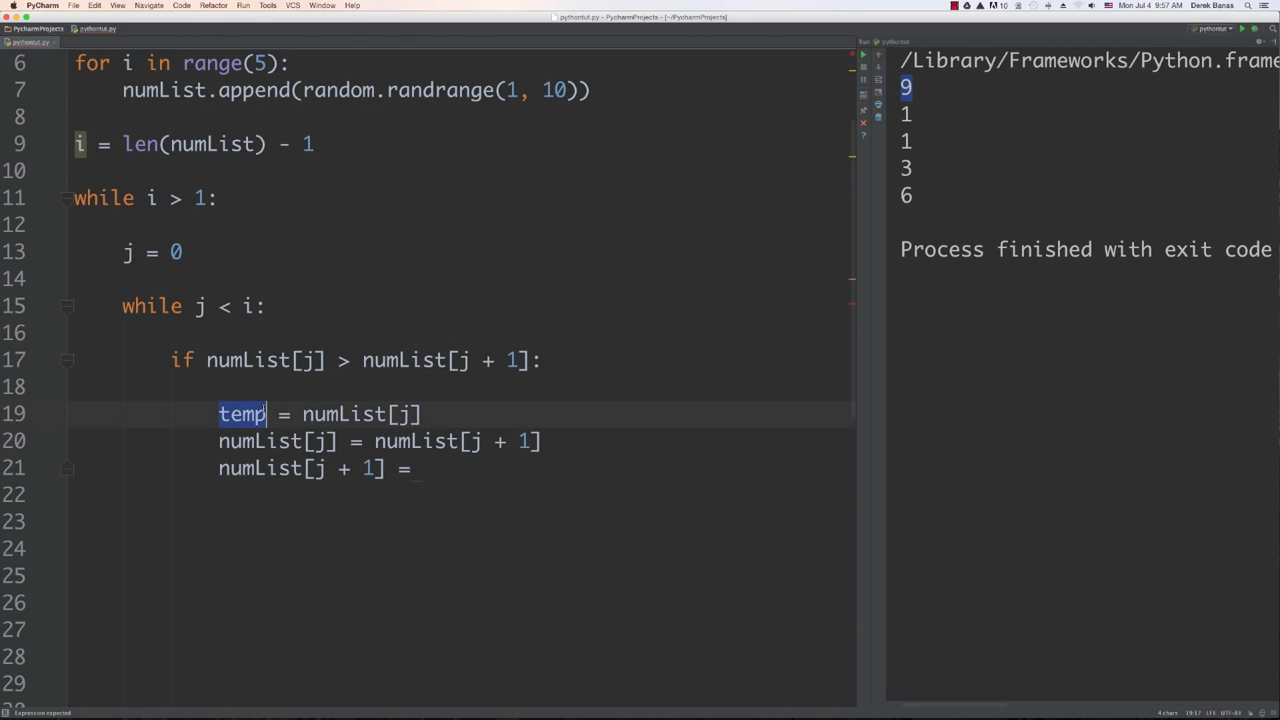 PyCharm File Edit View Navigate Code Refactor Run Tools VCS Window Help 10 Mon Jul 4 9:57 AM Derek Banas
pythontut.py - PycharmProjects - [~/PycharmProjects]
PycharmProjects pythontut.py pythontut
pythontut.py
Run: pythontut
6 for i in range(5):
7 numList.append(random.randrange(1, 10))
8
9 i = len(numList) - 1
10
11 while i > 1:
12
13 j = 0
14
15 while j < i:
16
17 if numList[j] > numList[j + 1]:
18
19 temp = numList[j]
20 numList[j] = numList[j + 1]
21 numList[j + 1] =
22
23
24
25
26
27
28
29
/Library/Frameworks/Python.frame
9
1
1
3
6
Process finished with exit code
Expression expected 4 chars 19:17 LF≑ UTF-8≑